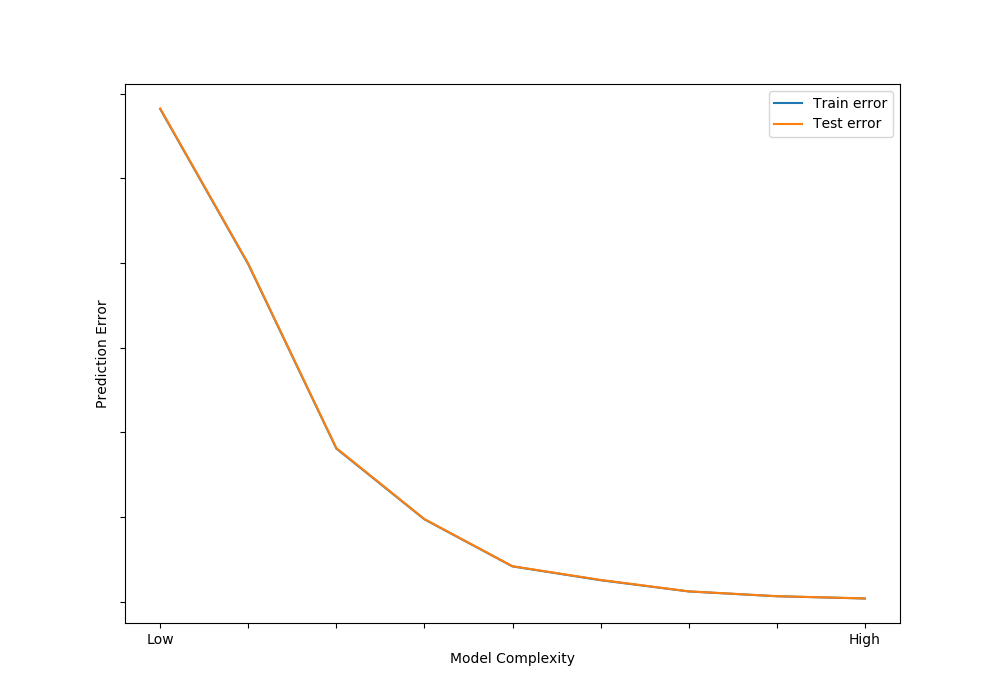 Train error
Test error
Prediction Error
Low
High
Model Complexity